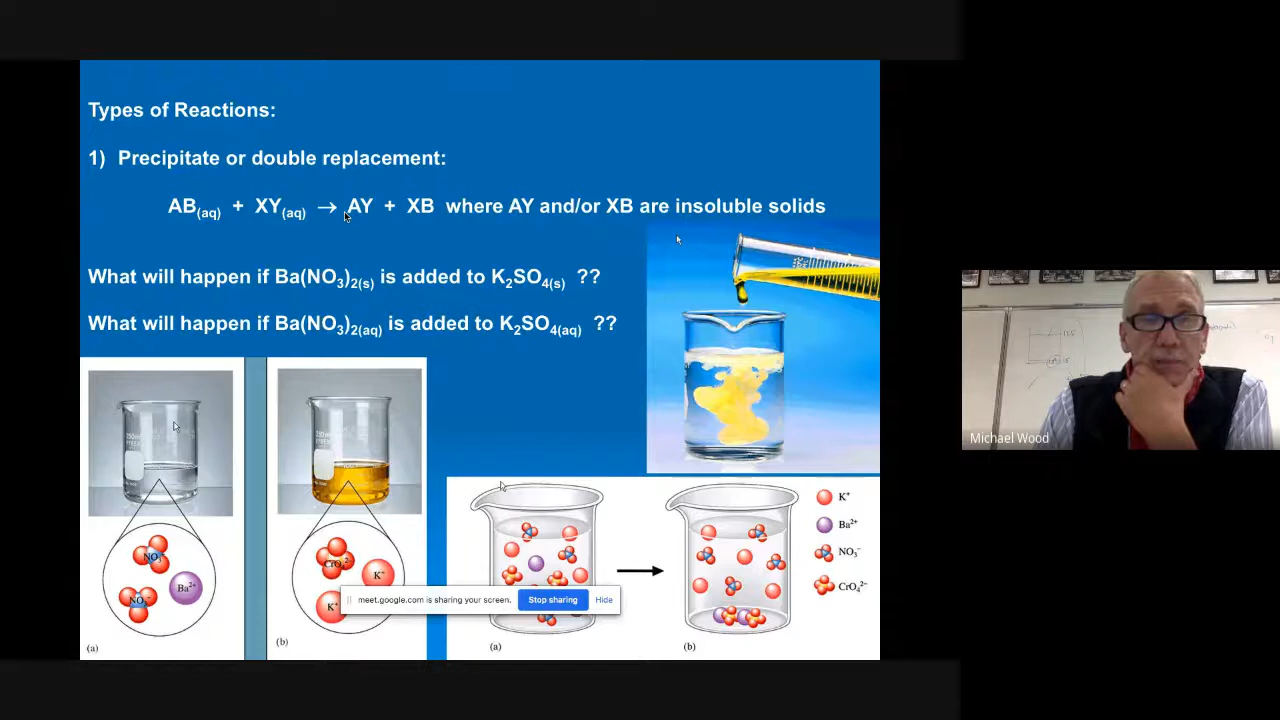 Types of Reactions:
1) Precipitate or double replacement:
AB(aq) + XY(aq) → AY + XB where AY and/or XB are insoluble solids
What will happen if Ba(NO3)2(s) is added to K2SO4(s) ??
What will happen if Ba(NO3)2(aq) is added to K2SO4(aq) ??
NO3-
Ba2+
NO3-
(a)
CrO42-
K+
K+
(b)
meet.google.com is sharing your screen. Stop sharing Hide
(a)
(b)
K+
Ba2+
NO3-
CrO42-
Michael Wood